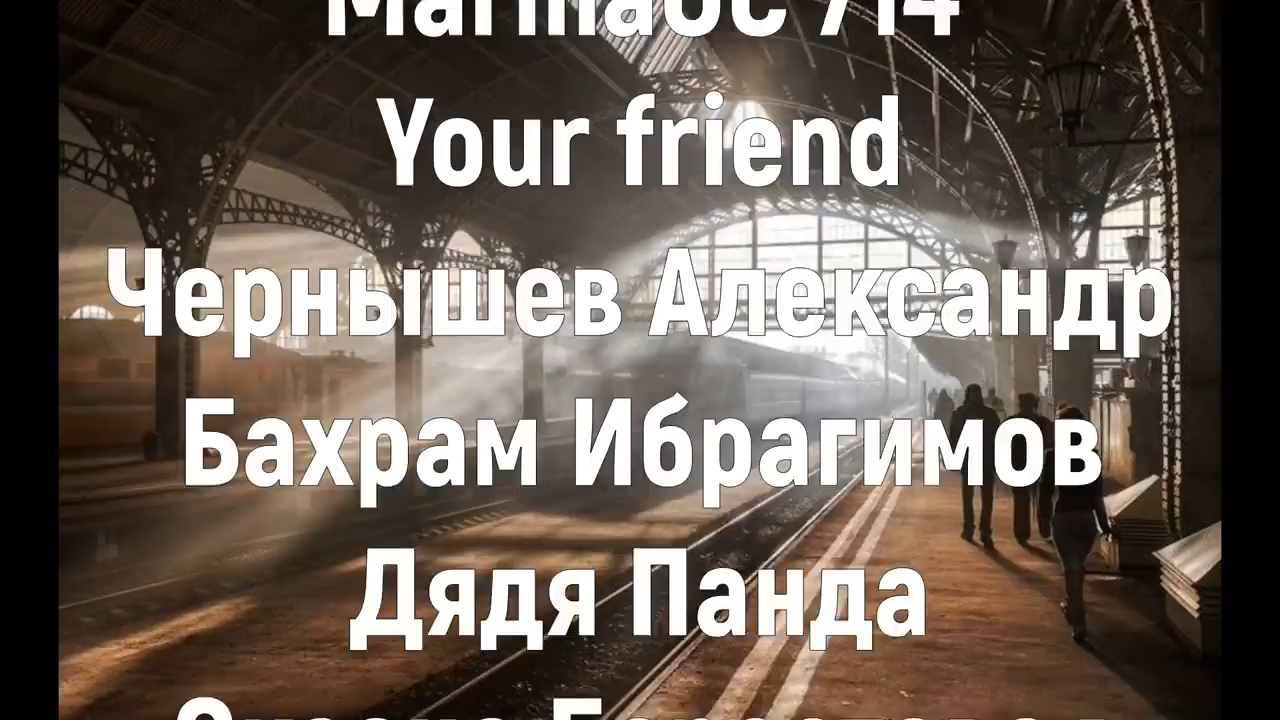 Your friend
Чернышев Александр
Бахрам Ибрагимов
Дядя Панда